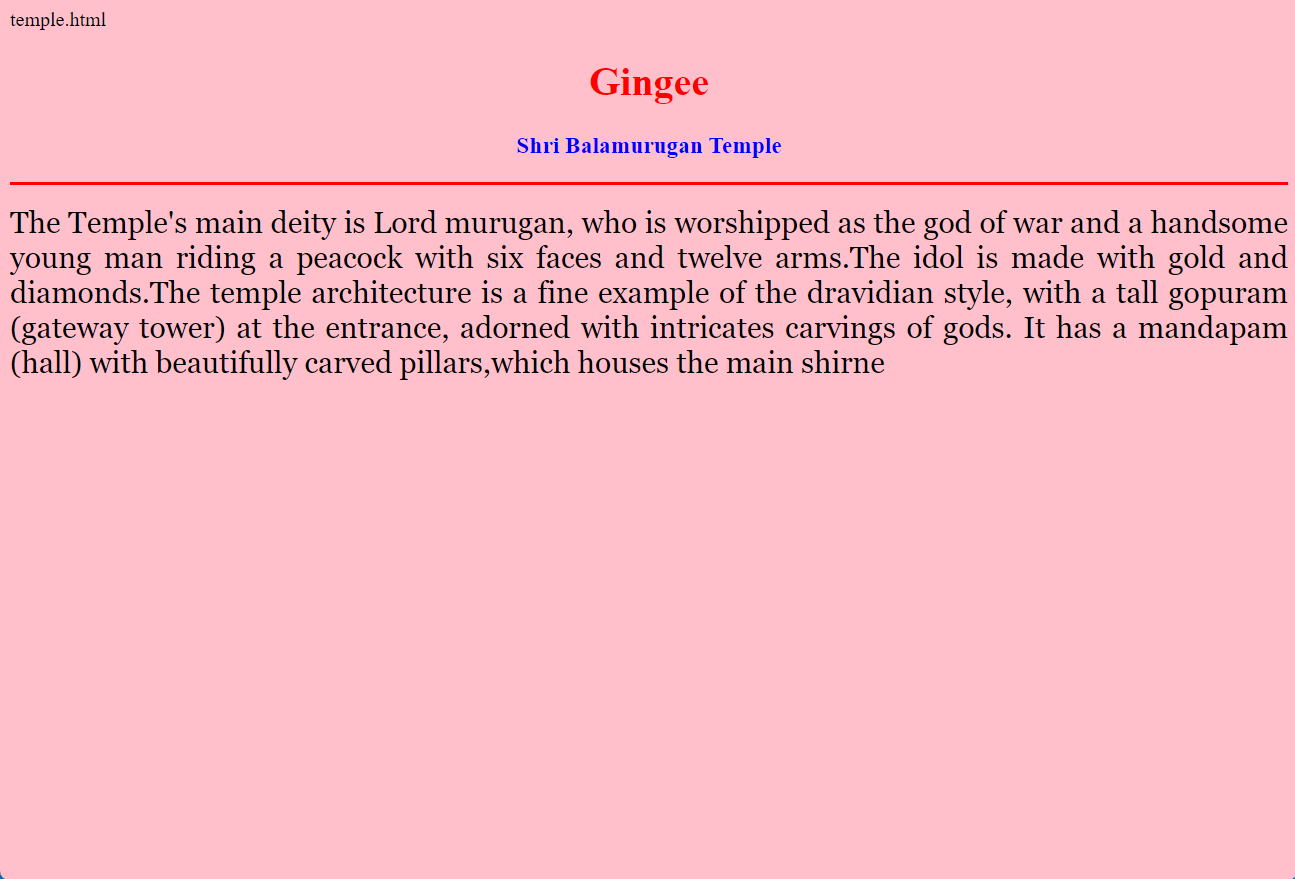 temple.html
Gingee
Shri Balamurugan Temple
The Temple's main deity is Lord murugan, who is worshipped as the god of war and a handsome
young man riding a peacock with six faces and twelve arms.The idol is made with gold and
diamonds.The temple architecture is a fine example of the dravidian style, with a tall gopuram
(gateway tower) at the entrance, adorned with intricates carvings of gods. It has a mandapam
(hall) with beautifully carved pillars,which houses the main shirne